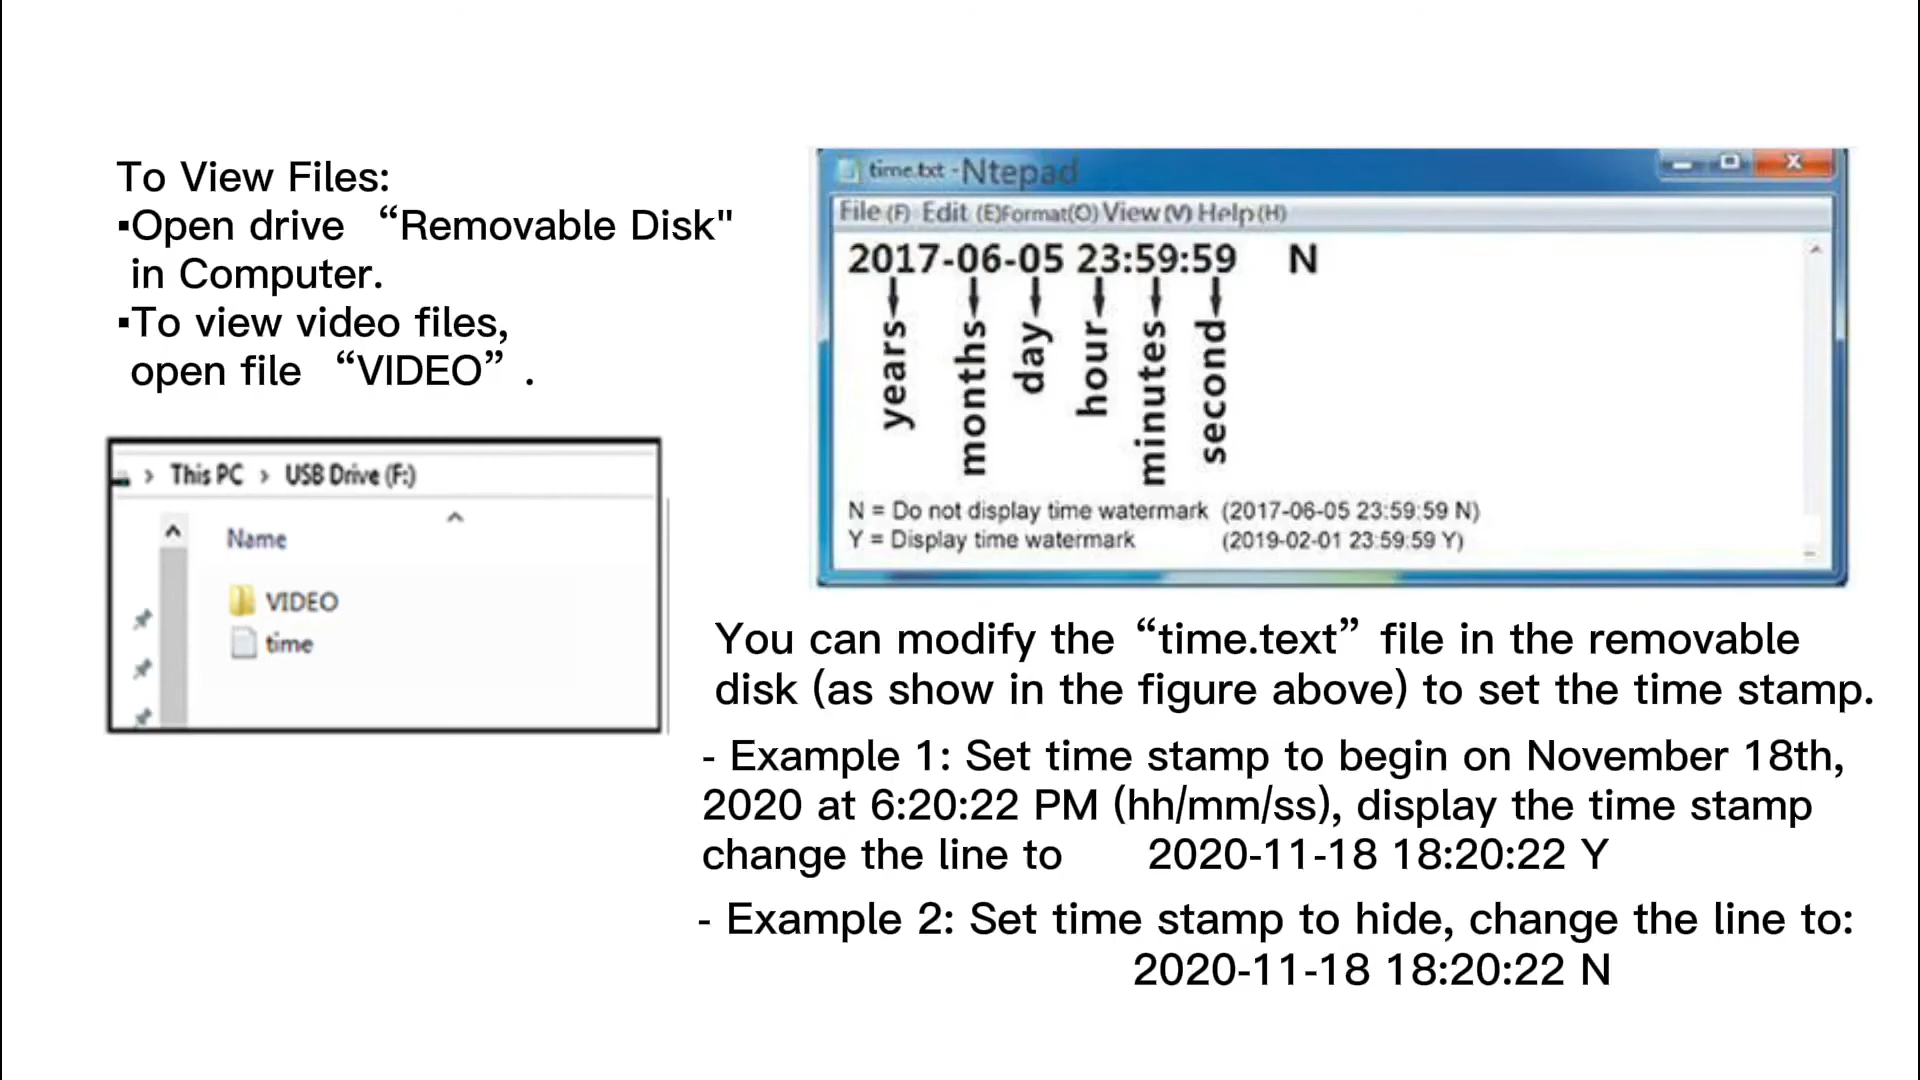 To View Files:
▪Open drive “Removable Disk"
in Computer.
▪To view video files,
open file “VIDEO” .
› This PC › USB Drive (F:)
Name
VIDEO
time
time.txt -Ntepad
File (F) Edit (E)Format(O) View (V) Help (H)
2017-06-05 23:59:59 N
years
months
day
hour
minutes
second
N = Do not display time watermark (2017-06-05 23:59:59 N)
Y = Display time watermark (2019-02-01 23:59:59 Y)
You can modify the “time.text” file in the removable
disk (as show in the figure above) to set the time stamp.
- Example 1: Set time stamp to begin on November 18th,
2020 at 6:20:22 PM (hh/mm/ss), display the time stamp
change the line to 2020-11-18 18:20:22 Y
- Example 2: Set time stamp to hide, change the line to:
2020-11-18 18:20:22 N